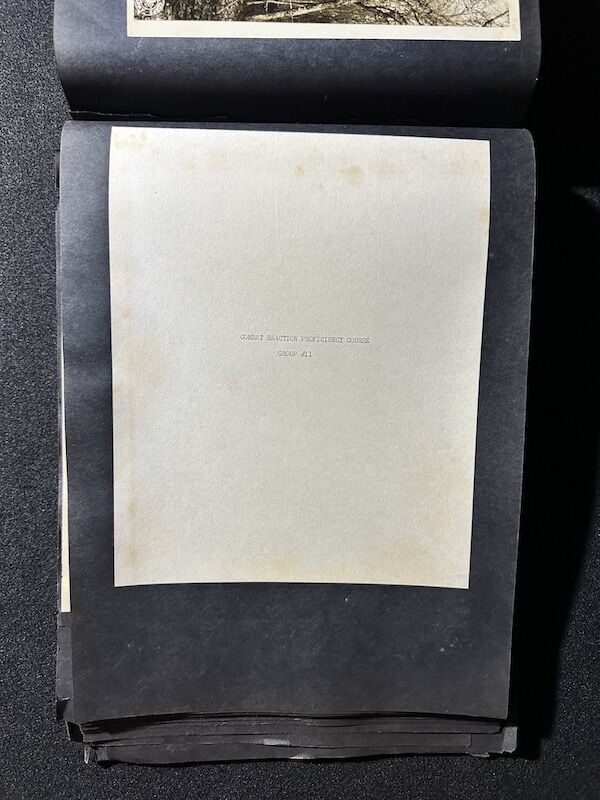 COMBAT REACTION PROFICIENCY COURSE
GROUP #11